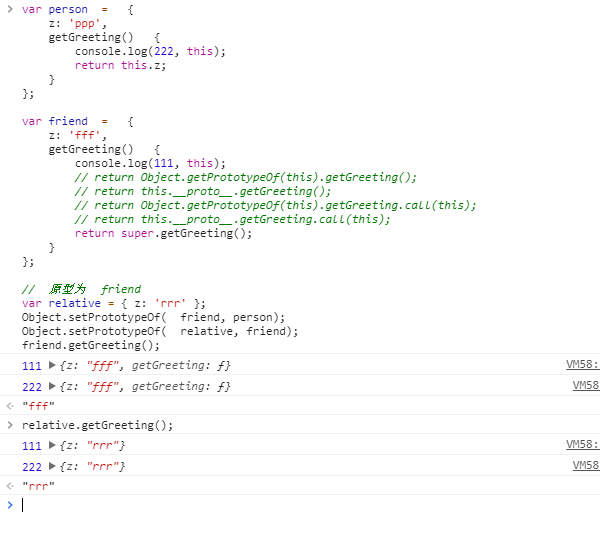 > var person = {
z: 'ppp',
getGreeting() {
console.log(222, this);
return this.z;
}
};
var friend = {
z: 'fff',
getGreeting() {
console.log(111, this);
// return Object.getPrototypeOf(this).getGreeting();
// return this.__proto__.getGreeting();
// return Object.getPrototypeOf(this).getGreeting.call(this);
// return this.__proto__.getGreeting.call(this);
return super.getGreeting();
}
};
// 原型为 friend
var relative = { z: 'rrr' };
Object.setPrototypeOf( friend, person);
Object.setPrototypeOf( relative, friend);
friend.getGreeting();
111 ▶{z: "fff", getGreeting: ƒ} VM58:
222 ▶{z: "fff", getGreeting: ƒ} VM58
"fff"
> relative.getGreeting();
111 ▶{z: "rrr"} VM58:
222 ▶{z: "rrr"} VM58
"rrr"
>